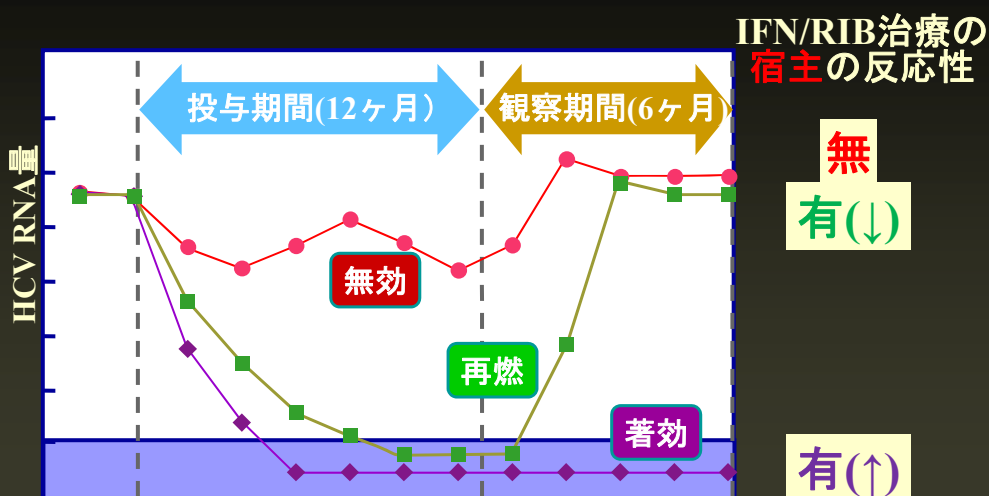 IFN/RIB治療の
宿主の反応性
投与期間(12ヶ月)
観察期間(6ヶ月)
HCV RNA量
無
有(↓)
無効
再燃
著効
有(↑)